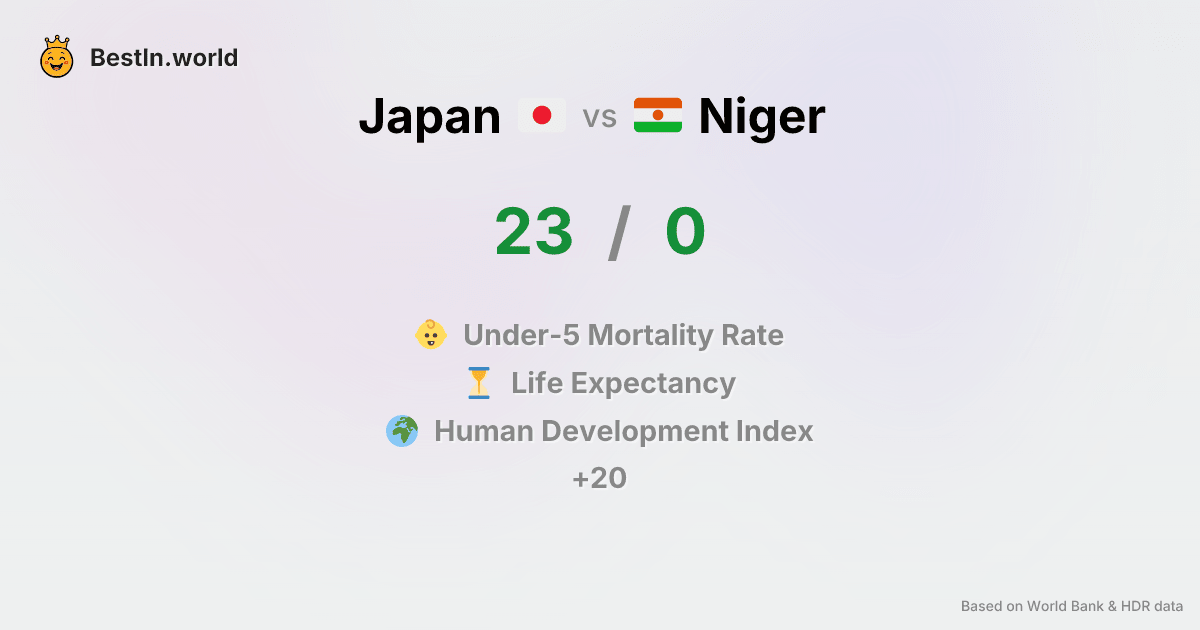 BestIn.world
Japan vs Niger
23 / 0
Under-5 Mortality Rate
Life Expectancy
Human Development Index
+20
Based on World Bank & HDR data